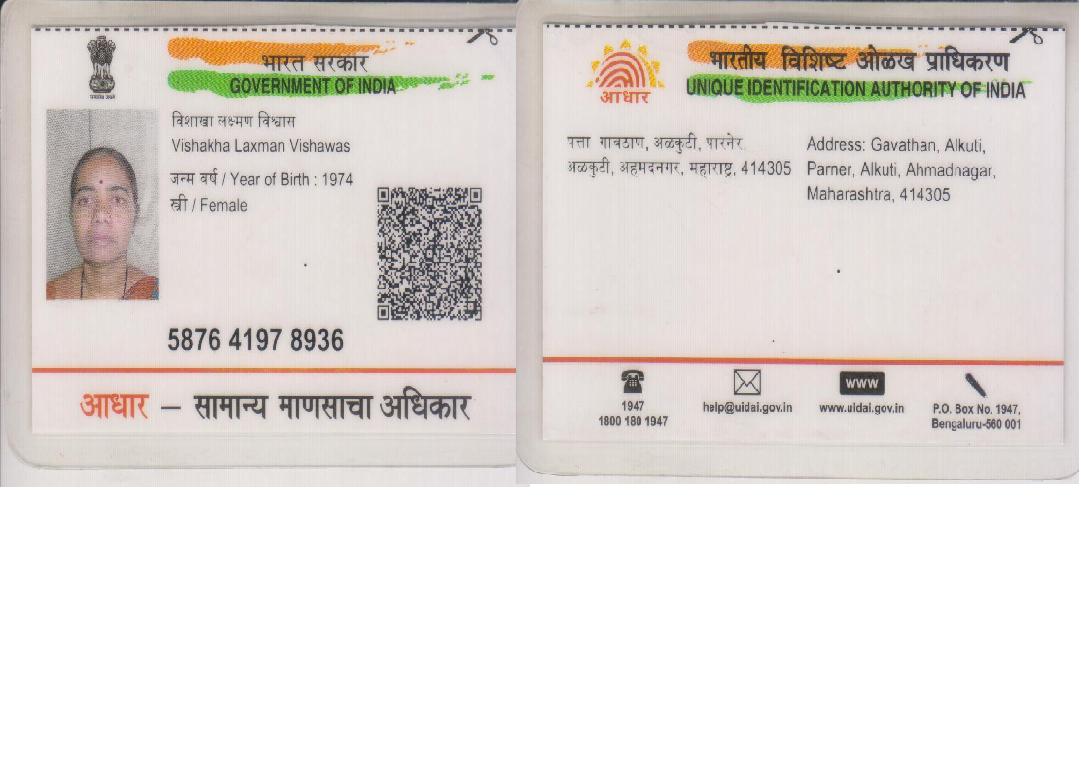 भारत सरकार
GOVERNMENT OF INDIA
विशाखा लक्ष्मण विश्वास
Vishakha Laxman Vishawas
जन्म वर्ष / Year of Birth : 1974
स्त्री / Female
5876 4197 8936
आधार – सामान्य माणसाचा अधिकार
भारतीय विशिष्ट ओळख प्राधिकरण
UNIQUE IDENTIFICATION AUTHORITY OF INDIA
आधार
पत्ता गावठाण, अळकुटी, पारनेर,
अळकुटी, अहमदनगर, महाराष्ट्र, 414305
Address: Gavathan, Alkuti,
Parner, Alkuti, Ahmadnagar,
Maharashtra, 414305
1947
1800 180 1947
help@uidai.gov.in
www
www.uidai.gov.in
P.O. Box No. 1947,
Bengaluru-560 001